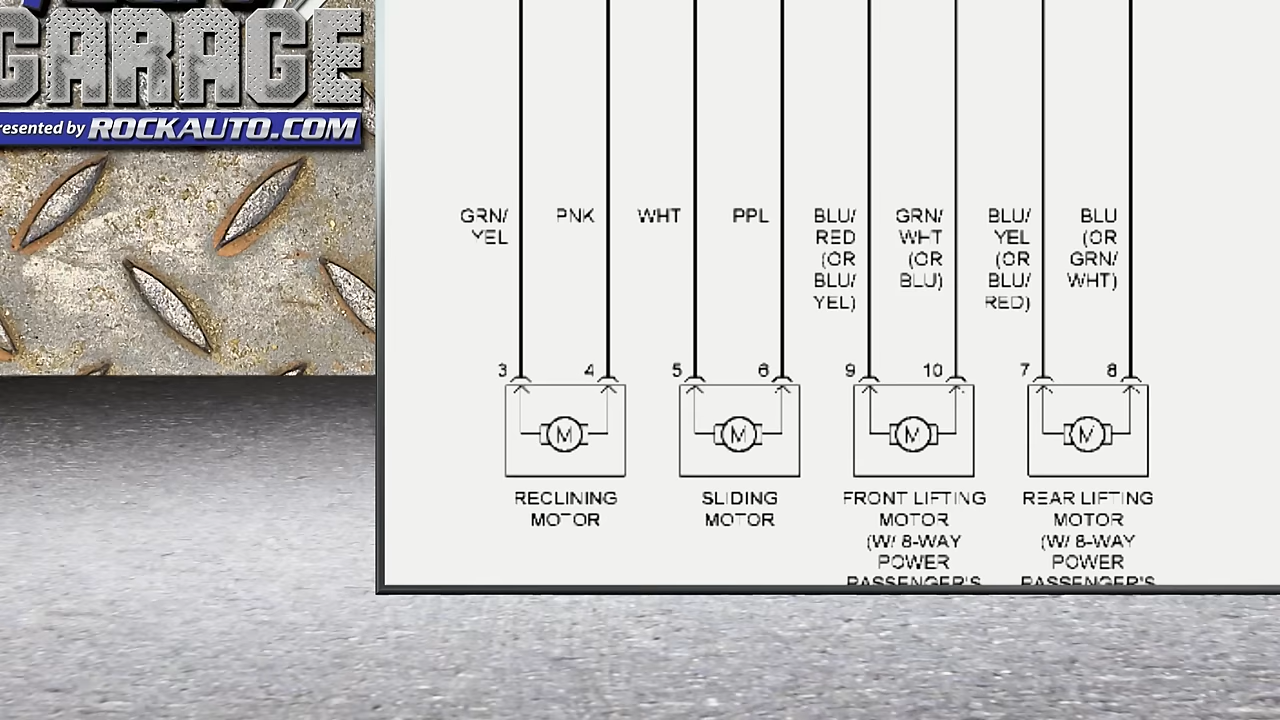 GARAGE
resented by ROCKAUTO.COM
GRN/
YEL
PNK
WHT
PPL
BLU/
RED
(OR
BLU/
YEL)
GRN/
WHT
(OR
BLU)
BLU/
YEL
(OR
BLU/
RED)
BLU
(OR
GRN/
WHT)
3 4 5 6 9 10 7 8
M M M M
RECLINING
MOTOR
SLIDING
MOTOR
FRONT LIFTING
MOTOR
(W/ 8-WAY
POWER
PASSENGER'S
REAR LIFTING
MOTOR
(W/ 8-WAY
POWER
PASSENGER'S